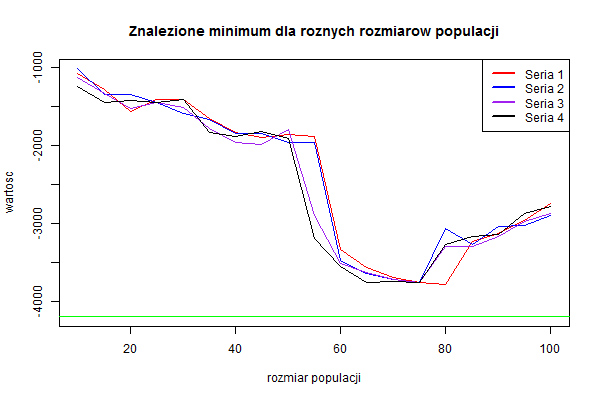 Znalezione minimum dla roznych rozmiarow populacji
Seria 1
Seria 2
Seria 3
Seria 4
wartosc
-1000
-2000
-3000
-4000
20
40
60
80
100
rozmiar populacji